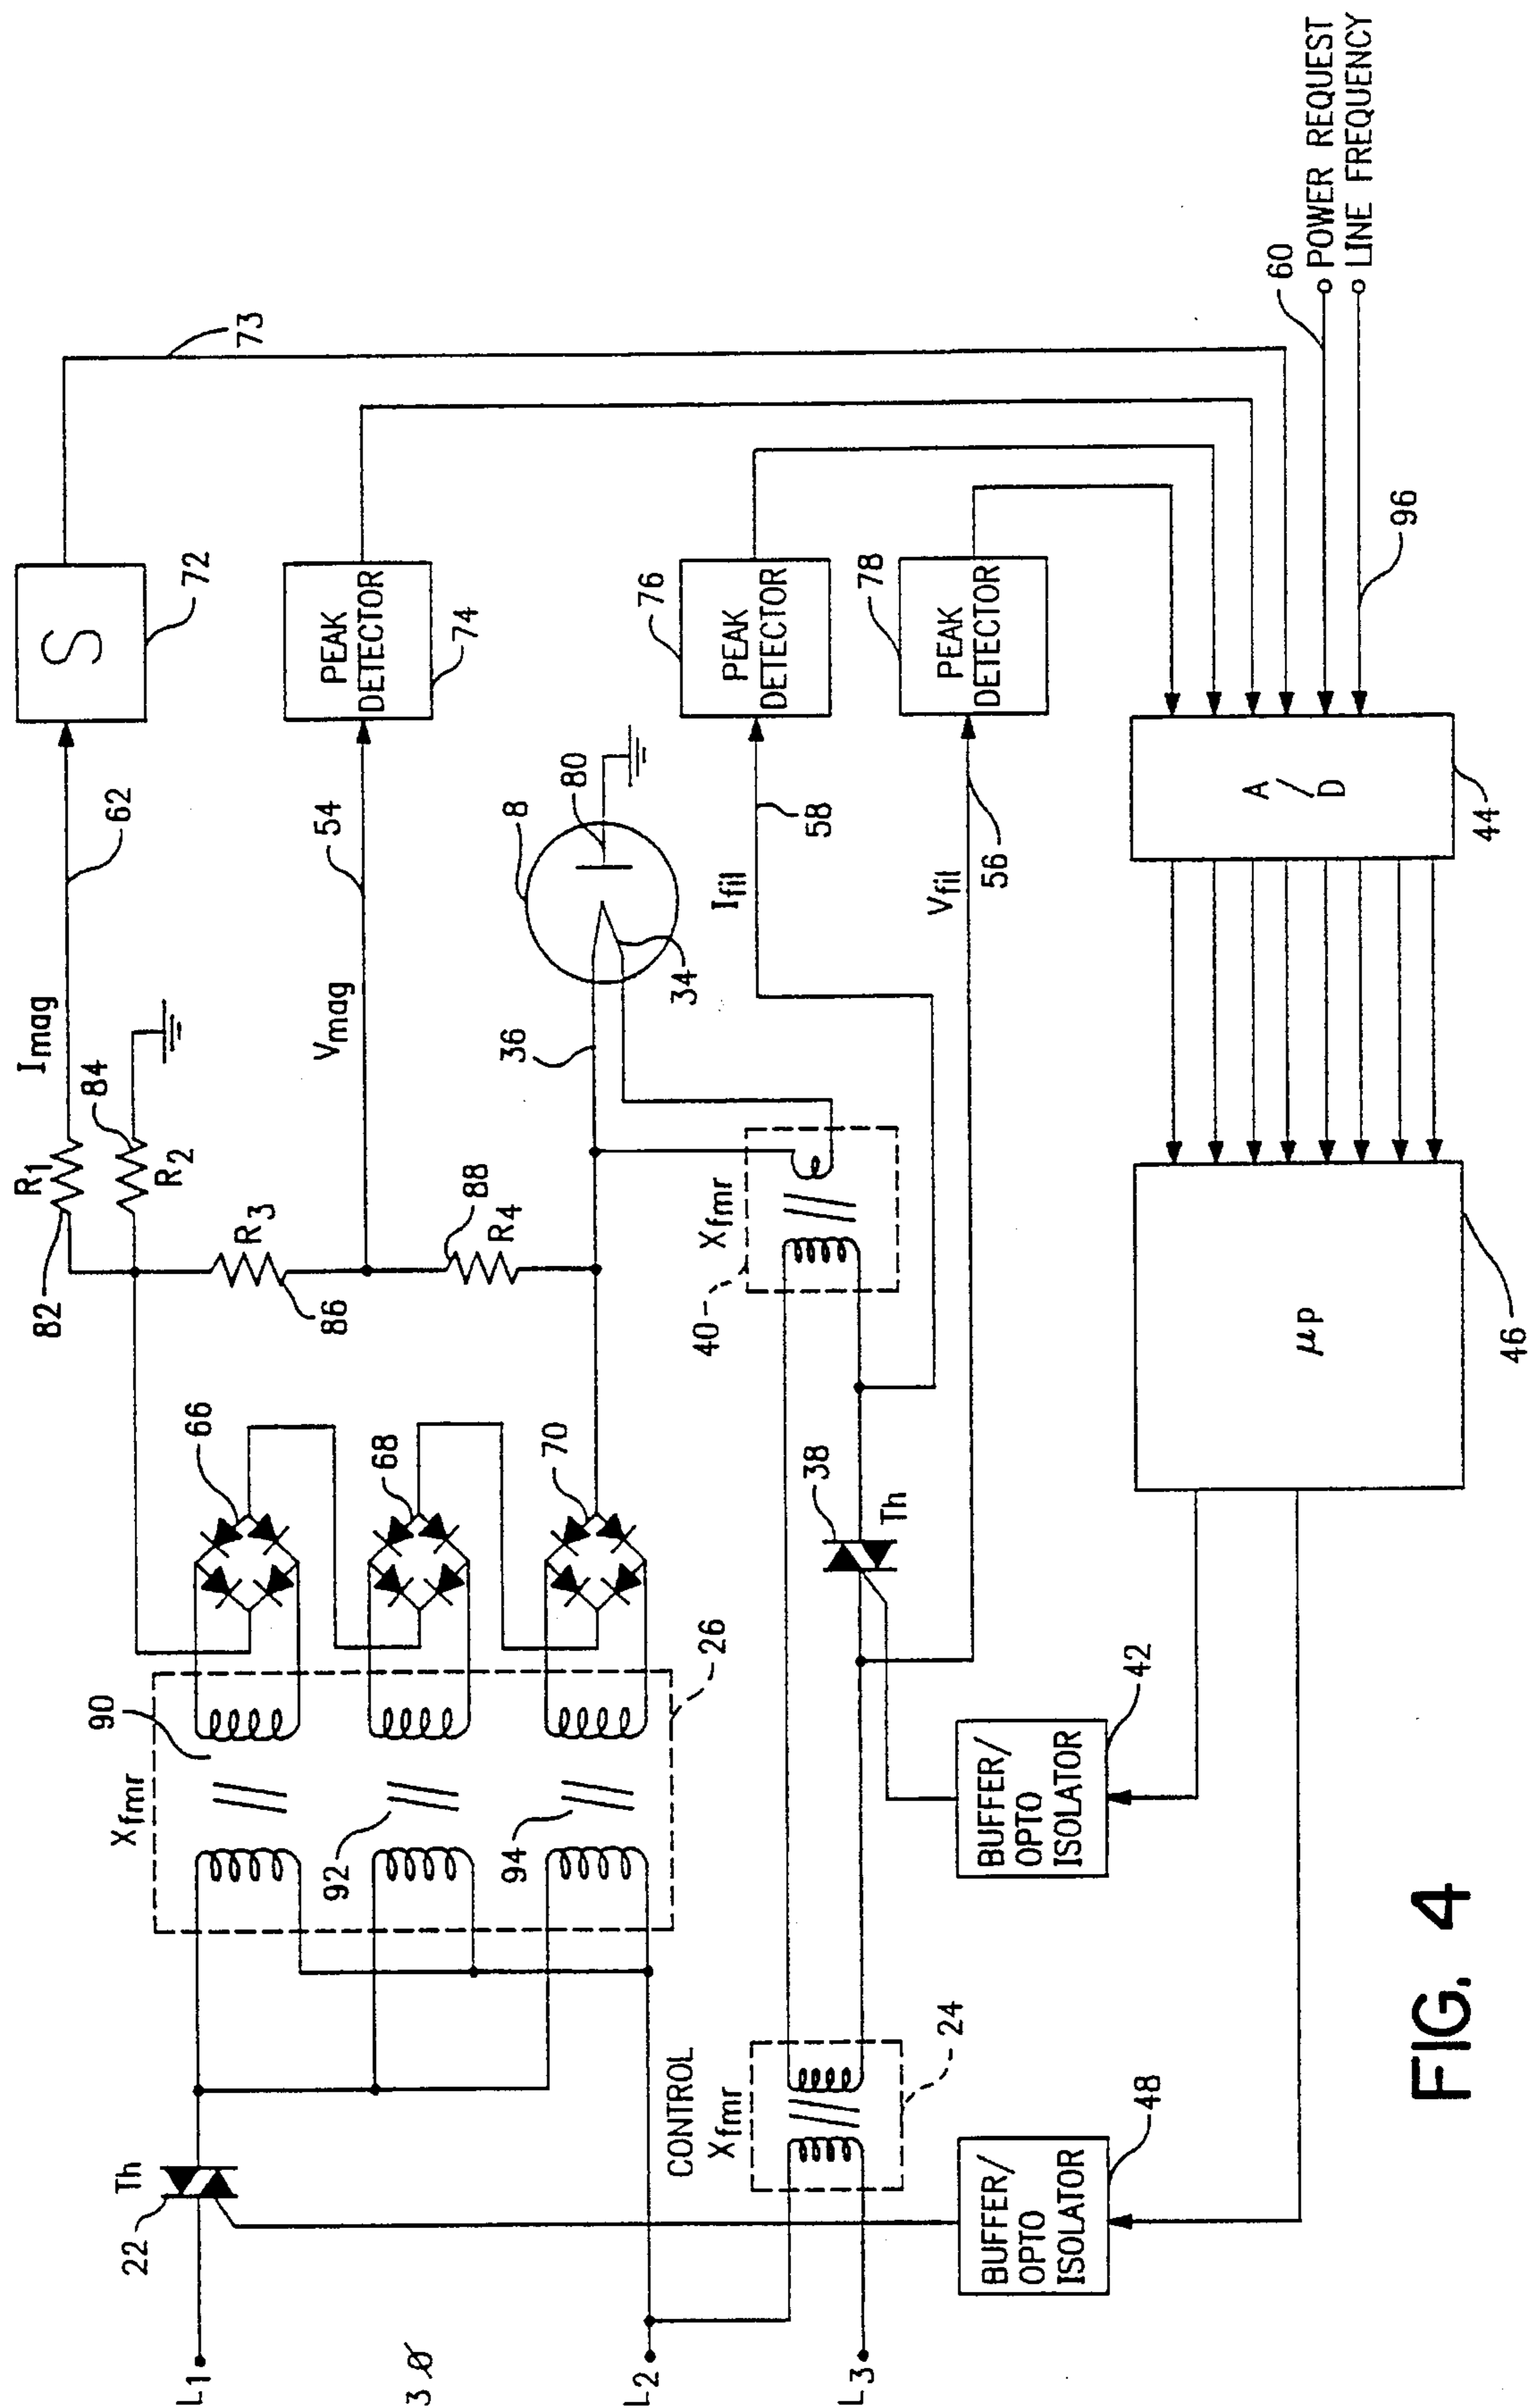 L1
3ø
L2
L3
22
Th
Xfmr
90
92
94
26
66
68
70
82
R1
Imag
62
S
72
73
84
R2
R3
86
Vmag
54
PEAK
DETECTOR
74
88
R4
36
8
80
34
CONTROL
Xfmr
24
40
Xfmr
38
Th
Ifil
58
PEAK
DETECTOR
76
Vfil
56
PEAK
DETECTOR
78
BUFFER/
OPTO
ISOLATOR
42
BUFFER/
OPTO
ISOLATOR
48
μp
46
A/D
44
60
POWER REQUEST
LINE FREQUENCY
96
FIG. 4